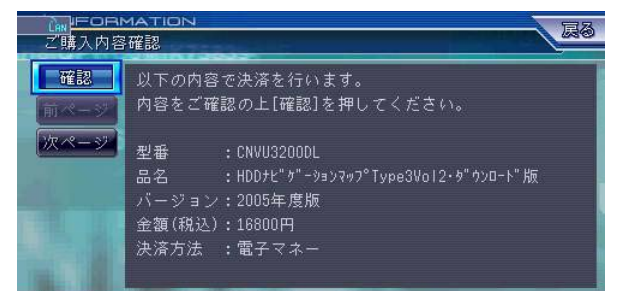 LAN INFORMATION
戻る
ご購入内容確認
確認
以下の内容で決済を行います。
前ページ
内容をご確認の上[確認]を押してください。
次ページ
型番 :CNVU3200DL
品名 :HDDﾅﾋﾞｹﾞｰｼｮﾝﾏｯﾌﾟType3Vol2･ﾀﾞｳﾝﾛｰﾄﾞ版
バージョン:2005年度版
金額(税込):16800円
決済方法 :電子マネー